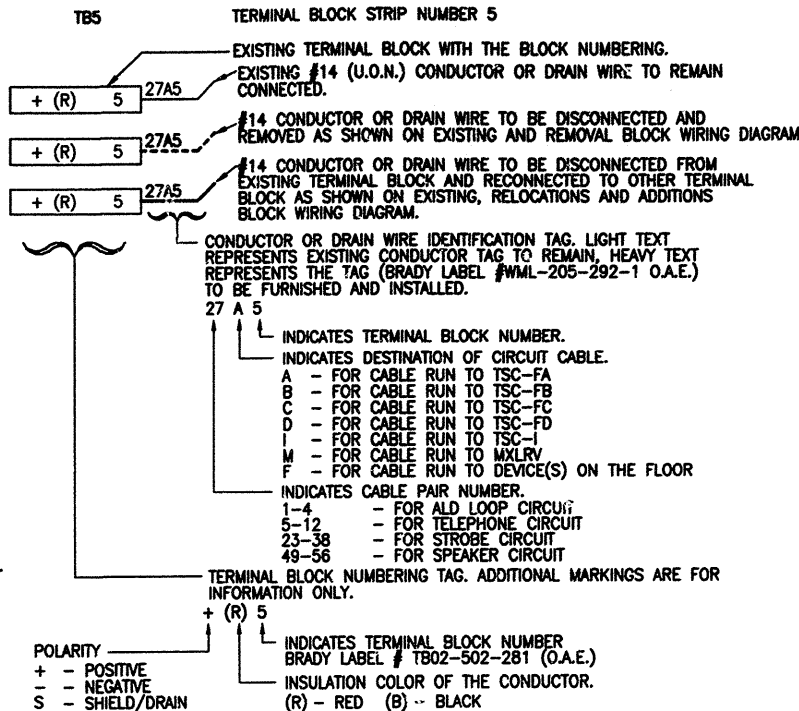 TB5 TERMINAL BLOCK STRIP NUMBER 5
EXISTING TERMINAL BLOCK WITH THE BLOCK NUMBERING.
+ (R) 5 27A5
EXISTING #14 (U.O.N.) CONDUCTOR OR DRAIN WIRE TO REMAIN
CONNECTED.
+ (R) 5 27A5
#14 CONDUCTOR OR DRAIN WIRE TO BE DISCONNECTED AND
REMOVED AS SHOWN ON EXISTING AND REMOVAL BLOCK WIRING DIAGRAM
+ (R) 5 27A5
#14 CONDUCTOR OR DRAIN WIRE TO BE DISCONNECTED FROM
EXISTING TERMINAL BLOCK AND RECONNECTED TO OTHER TERMINAL
BLOCK AS SHOWN ON EXISTING, RELOCATIONS AND ADDITIONS
BLOCK WIRING DIAGRAM.
CONDUCTOR OR DRAIN WIRE IDENTIFICATION TAG. LIGHT TEXT
REPRESENTS EXISTING CONDUCTOR TAG TO REMAIN, HEAVY TEXT
REPRESENTS THE TAG (BRADY LABEL #WML-205-292-1 O.A.E.)
TO BE FURNISHED AND INSTALLED.
27 A 5
INDICATES TERMINAL BLOCK NUMBER.
INDICATES DESTINATION OF CIRCUIT CABLE.
A - FOR CABLE RUN TO TSC-FA
B - FOR CABLE RUN TO TSC-FB
C - FOR CABLE RUN TO TSC-FC
D - FOR CABLE RUN TO TSC-FD
I - FOR CABLE RUN TO TSC-I
M - FOR CABLE RUN TO MXLRV
F - FOR CABLE RUN TO DEVICE(S) ON THE FLOOR
INDICATES CABLE PAIR NUMBER.
1-4 - FOR ALD LOOP CIRCUIT
5-12 - FOR TELEPHONE CIRCUIT
23-38 - FOR STROBE CIRCUIT
49-56 - FOR SPEAKER CIRCUIT
TERMINAL BLOCK NUMBERING TAG. ADDITIONAL MARKINGS ARE FOR
INFORMATION ONLY.
+ (R) 5
INDICATES TERMINAL BLOCK NUMBER
BRADY LABEL # TB02-502-281 (O.A.E.)
INSULATION COLOR OF THE CONDUCTOR.
(R) - RED (B) - BLACK
POLARITY
+ - POSITIVE
- - NEGATIVE
S - SHIELD/DRAIN